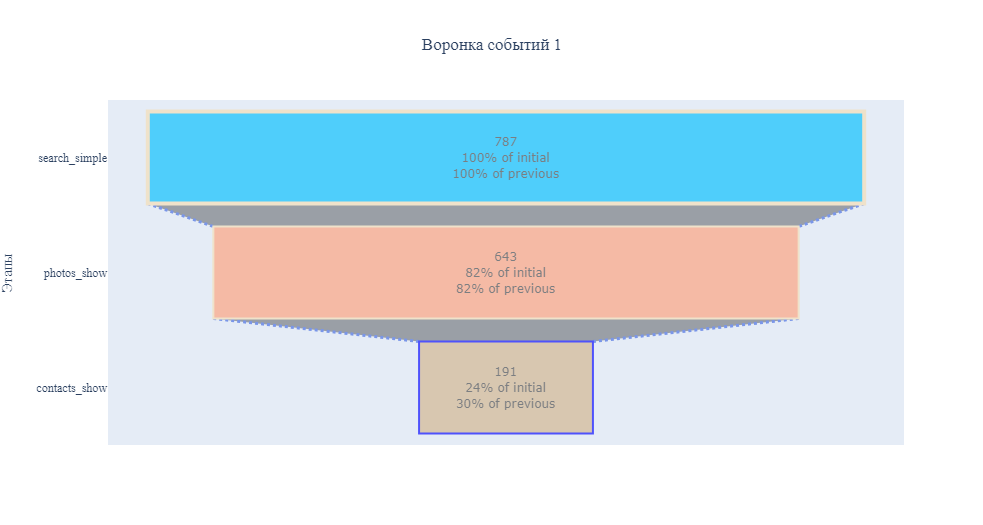 Воронка событий 1
search_simple
787
100% of initial
100% of previous
photos_show
643
82% of initial
82% of previous
Этапы
contacts_show
191
24% of initial
30% of previous